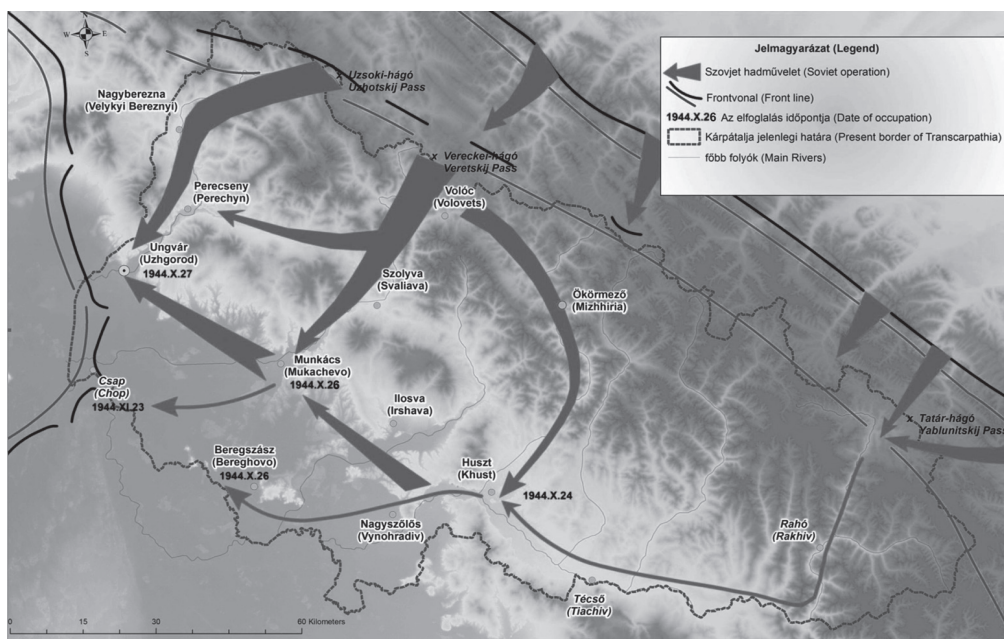 W E
S
Jelmagyarázat (Legend)
Szovjet hadművelet (Soviet operation)
Frontvonal (Front line)
1944.X.26 Az elfoglálás időpontja (Date of occupation)
Kárpátalja jelenlegi határa (Present border of Transcarpathia)
főbb folyók (Main Rivers)
Uzsoki-hágó
Uzhotskij Pass
Nagyberezna
(Velykyi Bereznyi)
Vereckei-hágó
Veretskij Pass
Perecseny
(Perechyn)
Volóc
(Volovets)
Ungvár
(Uzhgorod)
1944.X.27
Szolyva
(Svaliava)
Ökörmező
(Mizhhiria)
Munkács
(Mukachevo)
1944.X.26
Csap
(Chop)
1944.XI.23
Ilosva
(Irshava)
Tatár-hágó
Yablunitskij Pass
Beregszász
(Bereghovo)
1944.X.26
Huszt
(Khust)
1944.X.24
Nagyszőlős
(Vynohradiv)
Rahó
(Rakhiv)
Técső
(Tiachiv)
0 15 30 60 Kilometers